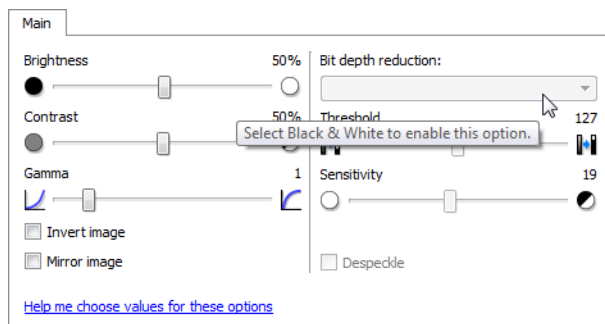 Main
Brightness 50%
Contrast 50%
Gamma 1
Invert image
Mirror image
Help me choose values for these options
Bit depth reduction:
Threshold 127
Select Black & White to enable this option.
Sensitivity 19
Despeckle